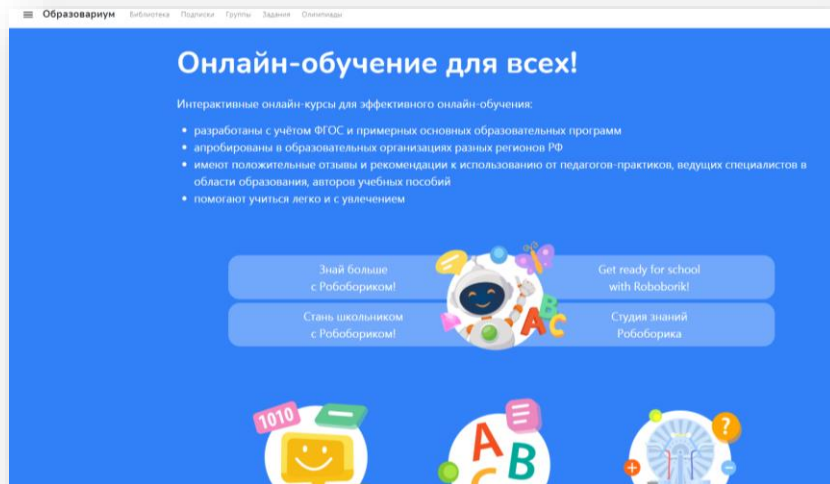 Образовариум Библиотека Подписки Группы Задания Олимпиады
Онлайн-обучение для всех!
Интерактивные онлайн-курсы для эффективного онлайн-обучения:
• разработаны с учётом ФГОС и примерных основных образовательных программ
• апробированы в образовательных организациях разных регионов РФ
• имеют положительные отзывы и рекомендации к использованию от педагогов-практиков, ведущих специалистов в
области образования, авторов учебных пособий
• помогают учиться легко и с увлечением
Знай больше
с Робобориком!
Get ready for school
with Roboborik!
Стань школьником
с Робобориком!
Студия знаний
Робоборика
A B C
1010
A B C
?
+ −